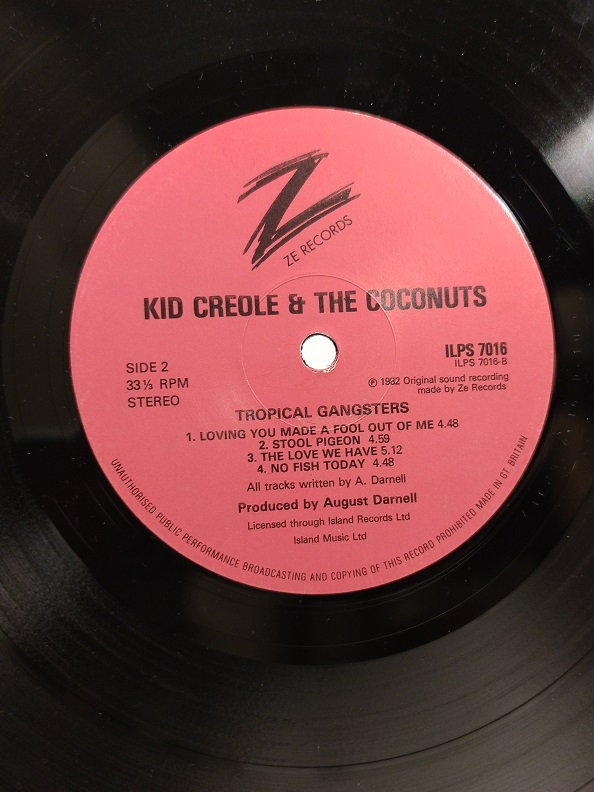 Z
ZE RECORDS
KID CREOLE & THE COCONUTS
SIDE 2
33⅓ RPM
STEREO
ILPS 7016
ILPS 7016-B
℗ 1982 Original sound recording
made by Ze Records
TROPICAL GANGSTERS
1. LOVING YOU MADE A FOOL OUT OF ME 4.48
2. STOOL PIGEON 4.59
3. THE LOVE WE HAVE 5.12
4. NO FISH TODAY 4.48
All tracks written by A. Darnell
Produced by August Darnell
Licensed through Island Records Ltd
Island Music Ltd
UNAUTHORISED PUBLIC PERFORMANCE BROADCASTING AND COPYING OF THIS RECORD PROHIBITED MADE IN GT BRITAIN